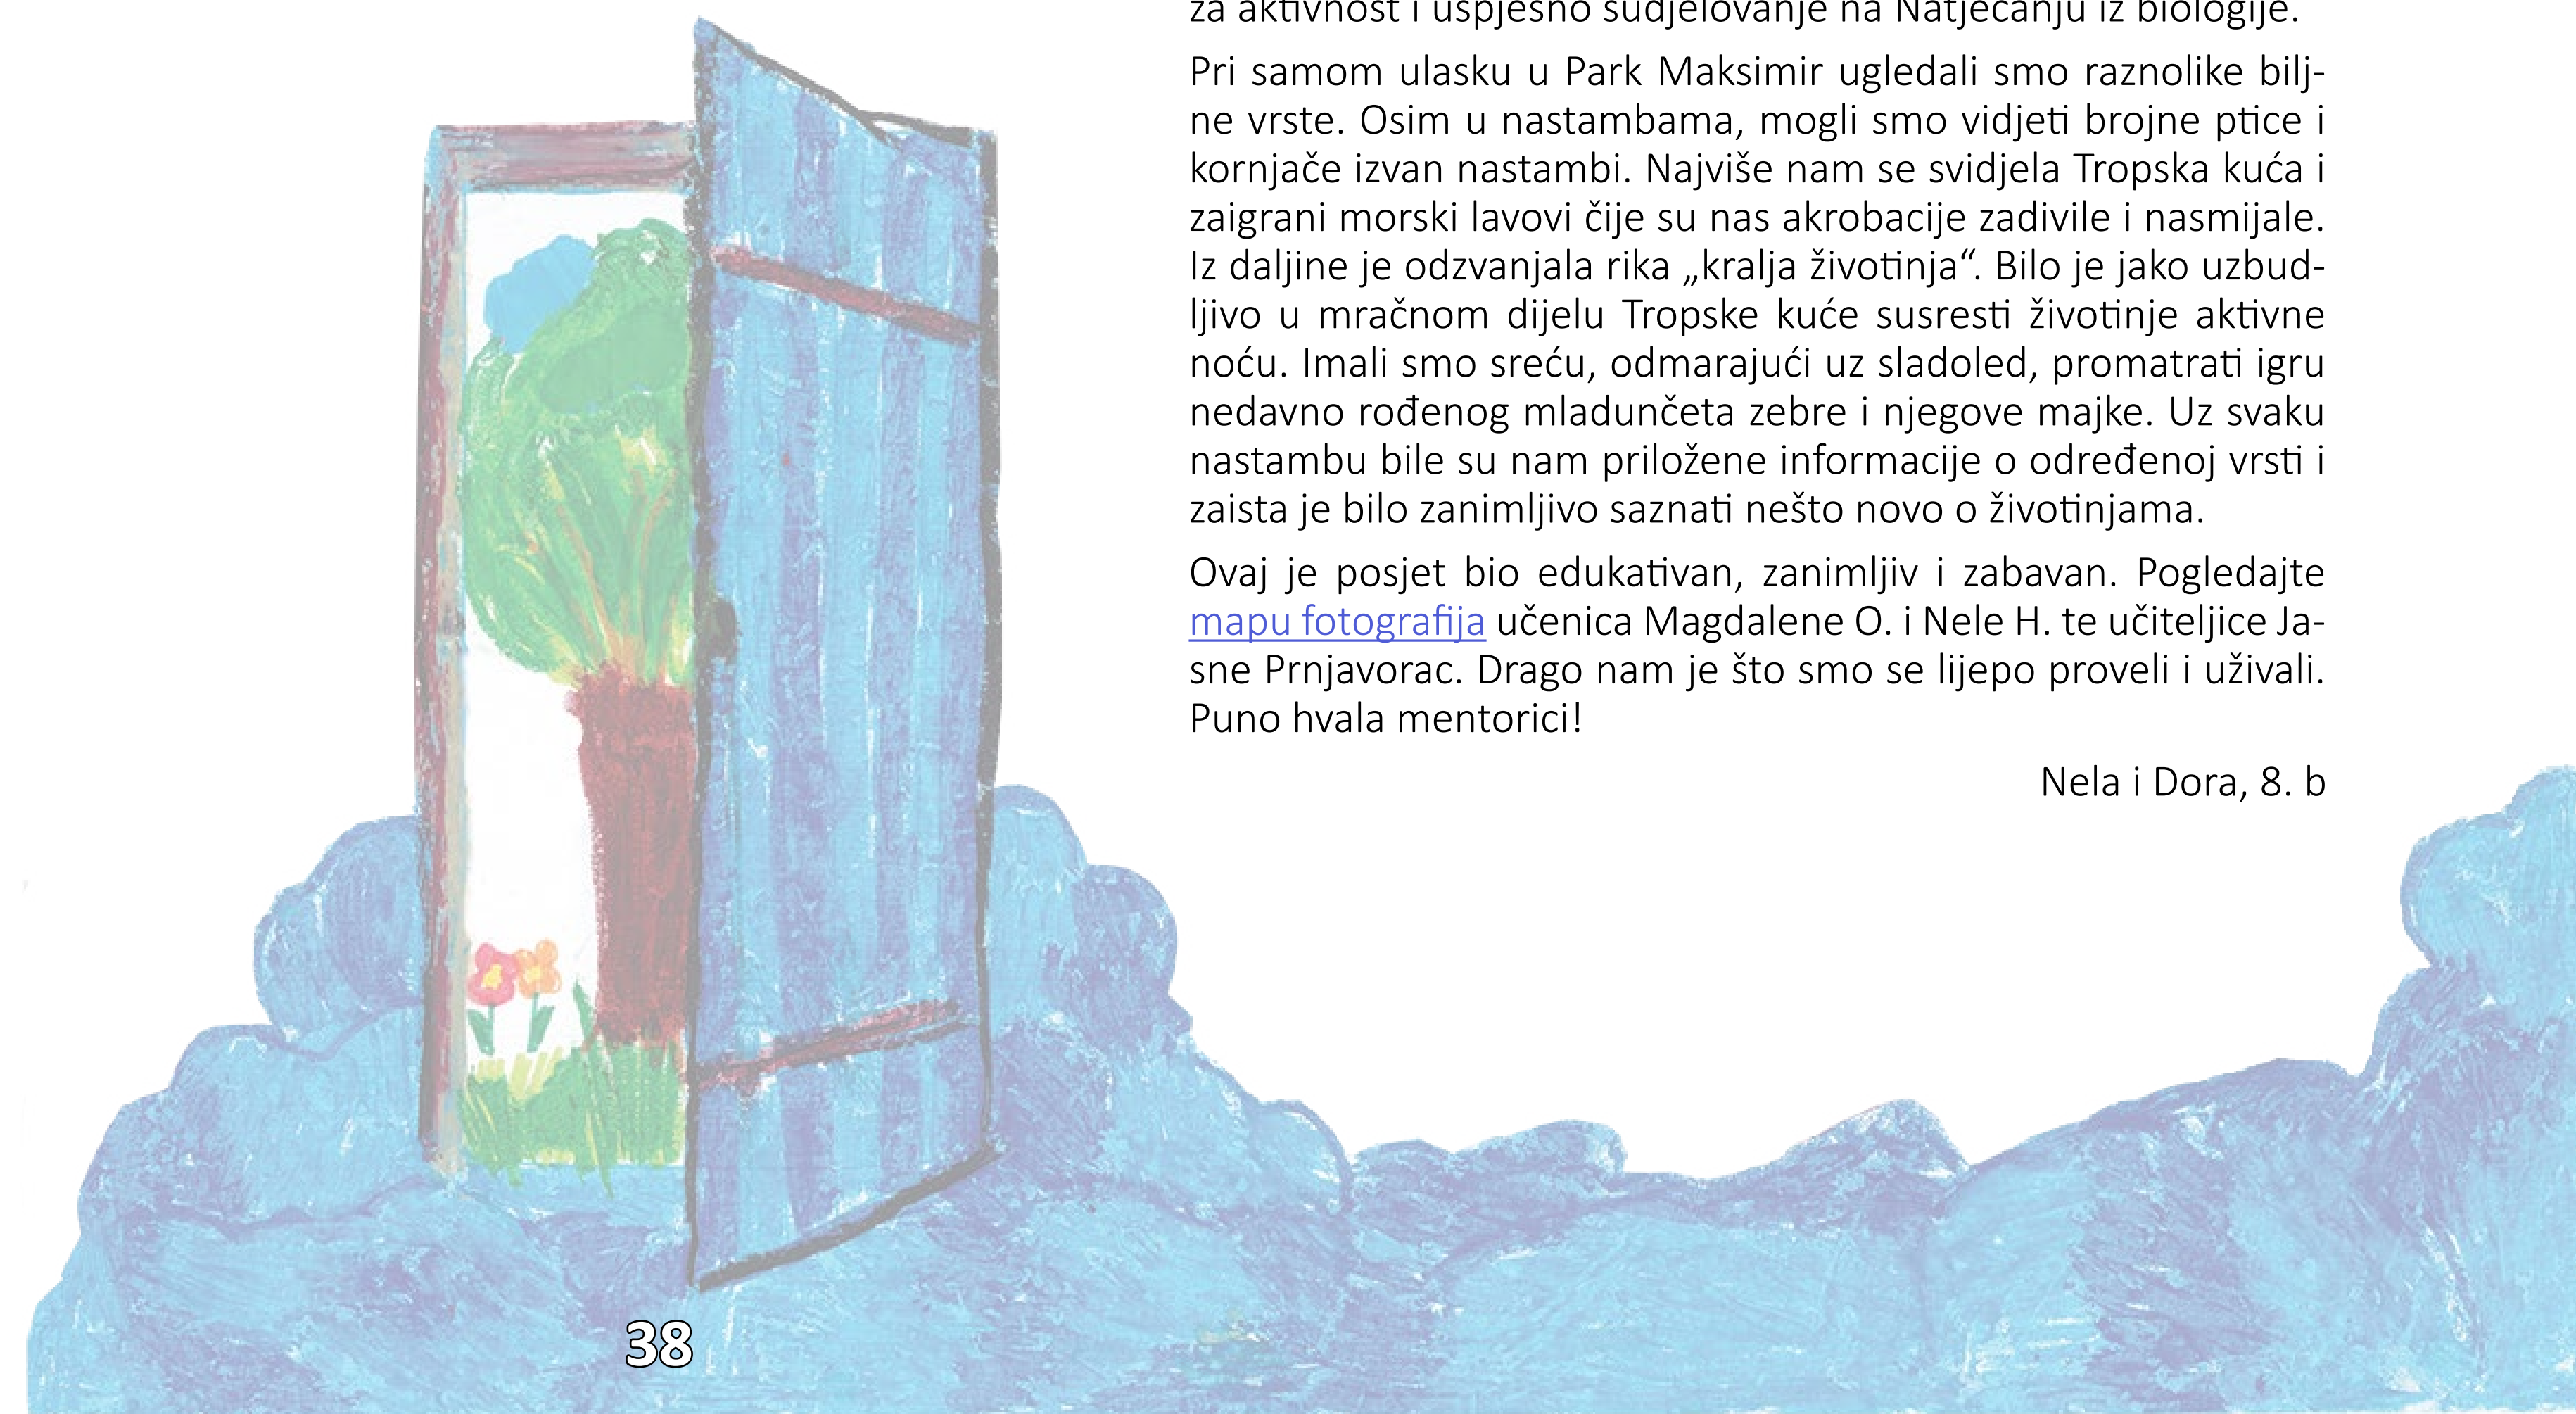 za aktivnost i uspješno sudjelovanje na Natjecanju iz biologije.
Pri samom ulasku u Park Maksimir ugledali smo raznolike bilj-
ne vrste. Osim u nastambama, mogli smo vidjeti brojne ptice i
kornjače izvan nastambi. Najviše nam se svidjela Tropska kuća i
zaigrani morski lavovi čije su nas akrobacije zadivile i nasmijale.
Iz daljine je odzvanjala rika „kralja životinja“. Bilo je jako uzbud-
ljivo u mračnom dijelu Tropske kuće susresti životinje aktivne
noću. Imali smo sreću, odmarajući uz sladoled, promatrati igru
nedavno rođenog mladunčeta zebre i njegove majke. Uz svaku
nastambu bile su nam priložene informacije o određenoj vrsti i
zaista je bilo zanimljivo saznati nešto novo o životinjama.
Ovaj je posjet bio edukativan, zanimljiv i zabavan. Pogledajte
mapu fotografija učenica Magdalene O. i Nele H. te učiteljice Ja-
sne Prnjavorac. Drago nam je što smo se lijepo proveli i uživali.
Puno hvala mentorici!
Nela i Dora, 8. b
38